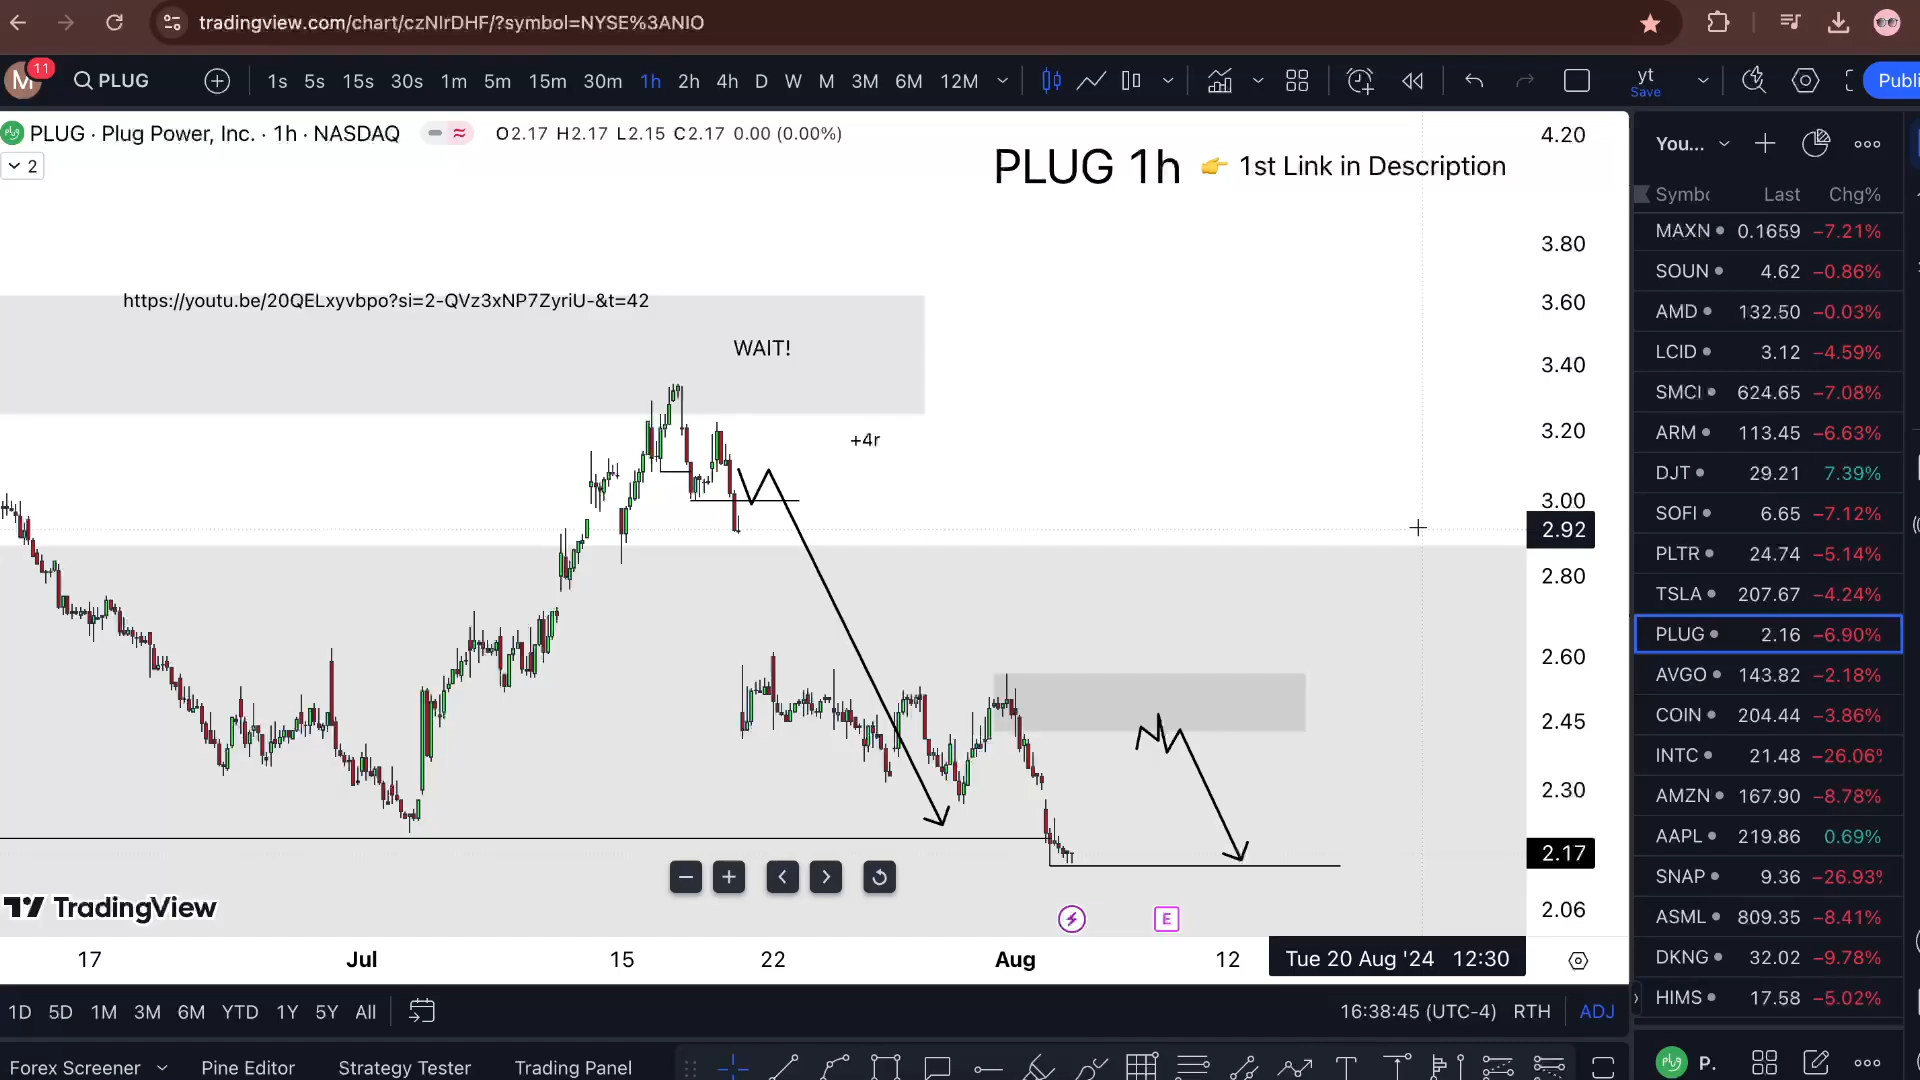 tradingview.com/chart/czNIrDHF/?symbol=NYSE%3ANIO
M 11 PLUG 1s 5s 15s 30s 1m 5m 15m 30m 1h 2h 4h D W M 3M 6M 12M yt Save Publi
PLUG · Plug Power, Inc. · 1h · NASDAQ O2.17 H2.17 L2.15 C2.17 0.00 (0.00%)
2
PLUG 1h 👉 1st Link in Description
https://youtu.be/20QELxyvbpo?si=2-QVz3xNP7ZyriU-&t=42
WAIT!
+4r
4.20
3.80
3.60
3.40
3.20
3.00
2.92
2.80
2.60
2.45
2.30
2.17
2.06
TradingView
E
17 Jul 15 22 Aug 12 Tue 20 Aug '24 12:30
1D 5D 1M 3M 6M YTD 1Y 5Y All 16:38:45 (UTC-4) RTH ADJ
Forex Screener Pine Editor Strategy Tester Trading Panel
You...
Symbo Last Chg%
MAXN 0.1659 −7.21%
SOUN 4.62 −0.86%
AMD 132.50 −0.03%
LCID 3.12 −4.59%
SMCI 624.65 −7.08%
ARM 113.45 −6.63%
DJT 29.21 7.39%
SOFI 6.65 −7.12%
PLTR 24.74 −5.14%
TSLA 207.67 −4.24%
PLUG 2.16 −6.90%
AVGO 143.82 −2.18%
COIN 204.44 −3.86%
INTC 21.48 −26.06%
AMZN 167.90 −8.78%
AAPL 219.86 0.69%
SNAP 9.36 −26.93%
ASML 809.35 −8.41%
DKNG 32.02 −9.78%
HIMS 17.58 −5.02%
P.